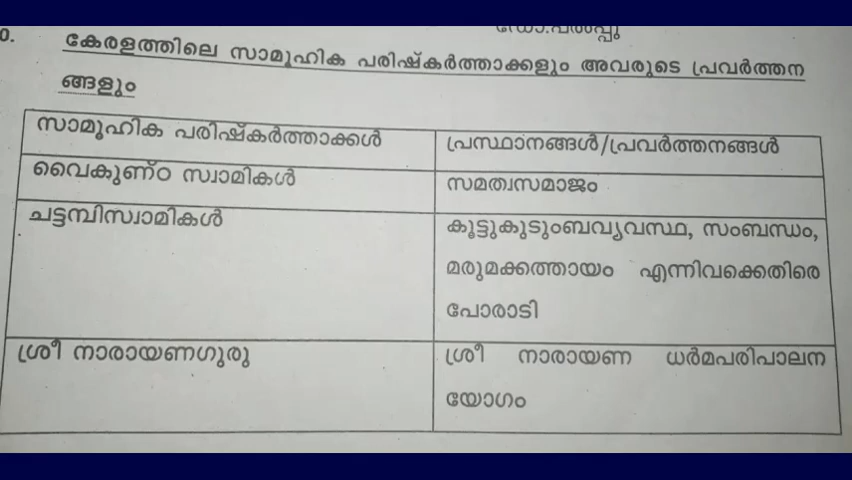 ഡോ.പൽപ്പു
0. കേരളത്തിലെ സാമൂഹിക പരിഷ്കർത്താക്കളും അവരുടെ പ്രവർത്തന
ങ്ങളും
സാമൂഹിക പരിഷ്കർത്താക്കൾ
പ്രസ്ഥാനങ്ങൾ/പ്രവർത്തനങ്ങൾ
വൈകുണ്ഠ സ്വാമികൾ
സമത്വസമാജം
ചട്ടമ്പിസ്വാമികൾ
കൂട്ടുകുടുംബവ്യവസ്ഥ, സംബന്ധം,
മരുമക്കത്തായം എന്നിവക്കെതിരെ
പോരാടി
ശ്രീ നാരായണഗുരു
ശ്രീ നാരായണ ധർമപരിപാലന
യോഗം